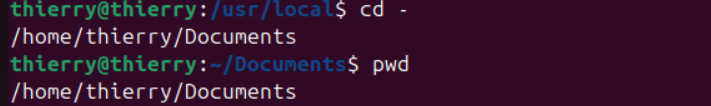 thierry@thierry:/usr/local$ cd -
/home/thierry/Documents
thierry@thierry:~/Documents$ pwd
/home/thierry/Documents